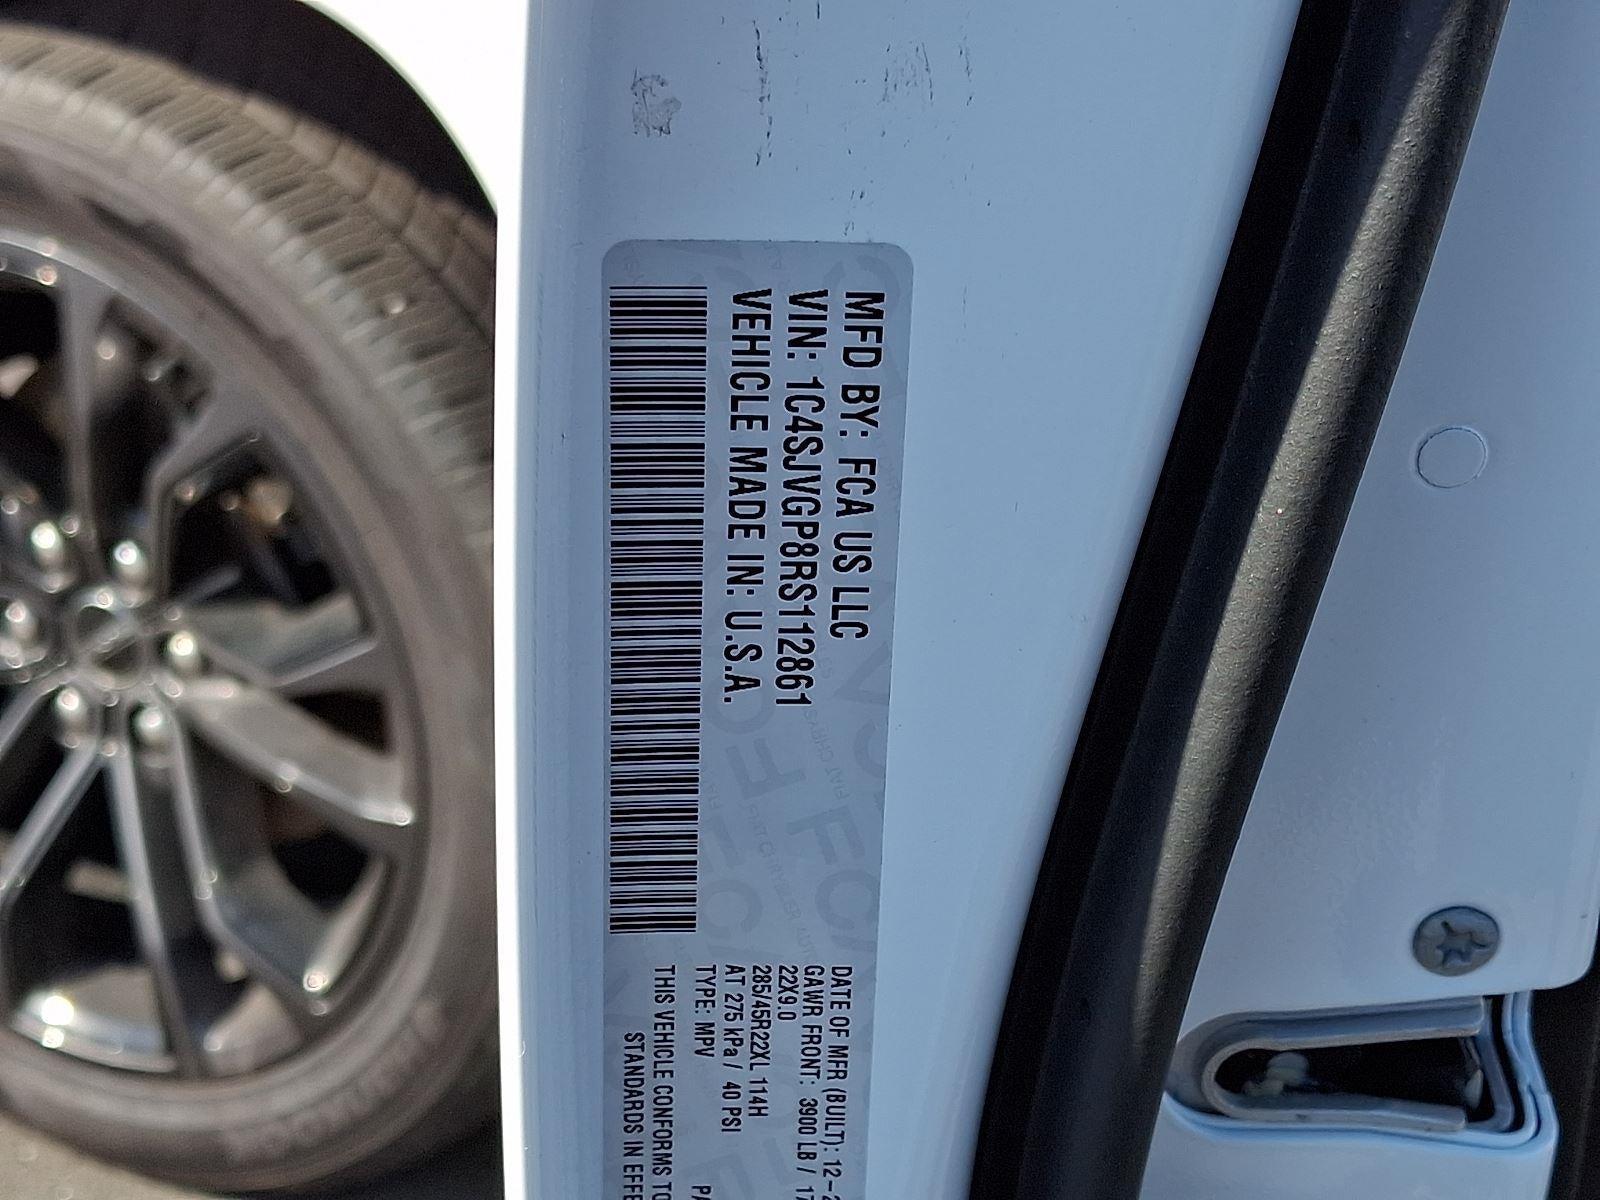 MFD BY: FCA US LLC
VIN: 1C4SJVGP8RS112861
VEHICLE MADE IN: U.S.A.
DATE OF MFR (BUILT): 12-2
GAWR FRONT: 3900 LB / 17
22X9.0
285/45R22XL 114H
AT 275 kPa / 40 PSI
TYPE: MPV
THIS VEHICLE CONFORMS TO
STANDARDS IN EFFE